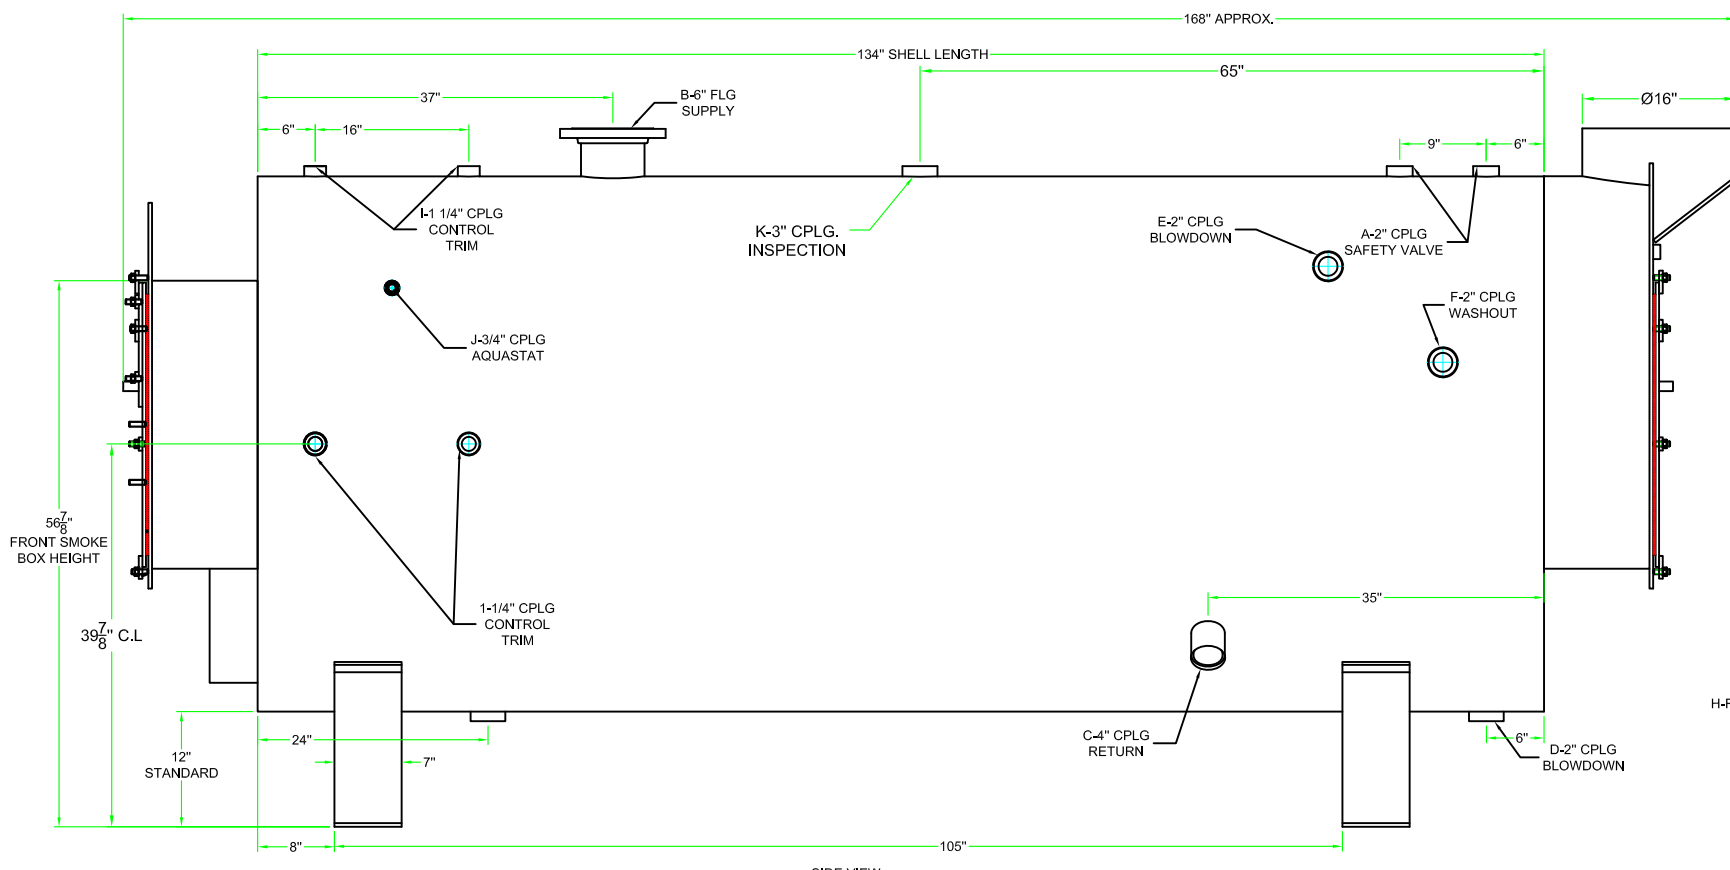 168" APPROX.
134" SHELL LENGTH
65"
37"
B-6" FLG
SUPPLY
Ø16"
6"
16"
9"
6"
I-1 1/4" CPLG
CONTROL
TRIM
K-3" CPLG.
INSPECTION
E-2" CPLG
BLOWDOWN
A-2" CPLG
SAFETY VALVE
F-2" CPLG
WASHOUT
J-3/4" CPLG
AQUASTAT
56 7/8"
FRONT SMOKE
BOX HEIGHT
39 7/8" C.L
1-1/4" CPLG
CONTROL
TRIM
35"
C-4" CPLG
RETURN
24"
12"
STANDARD
7"
6"
D-2" CPLG
BLOWDOWN
8"
105"
SIDE VIEW